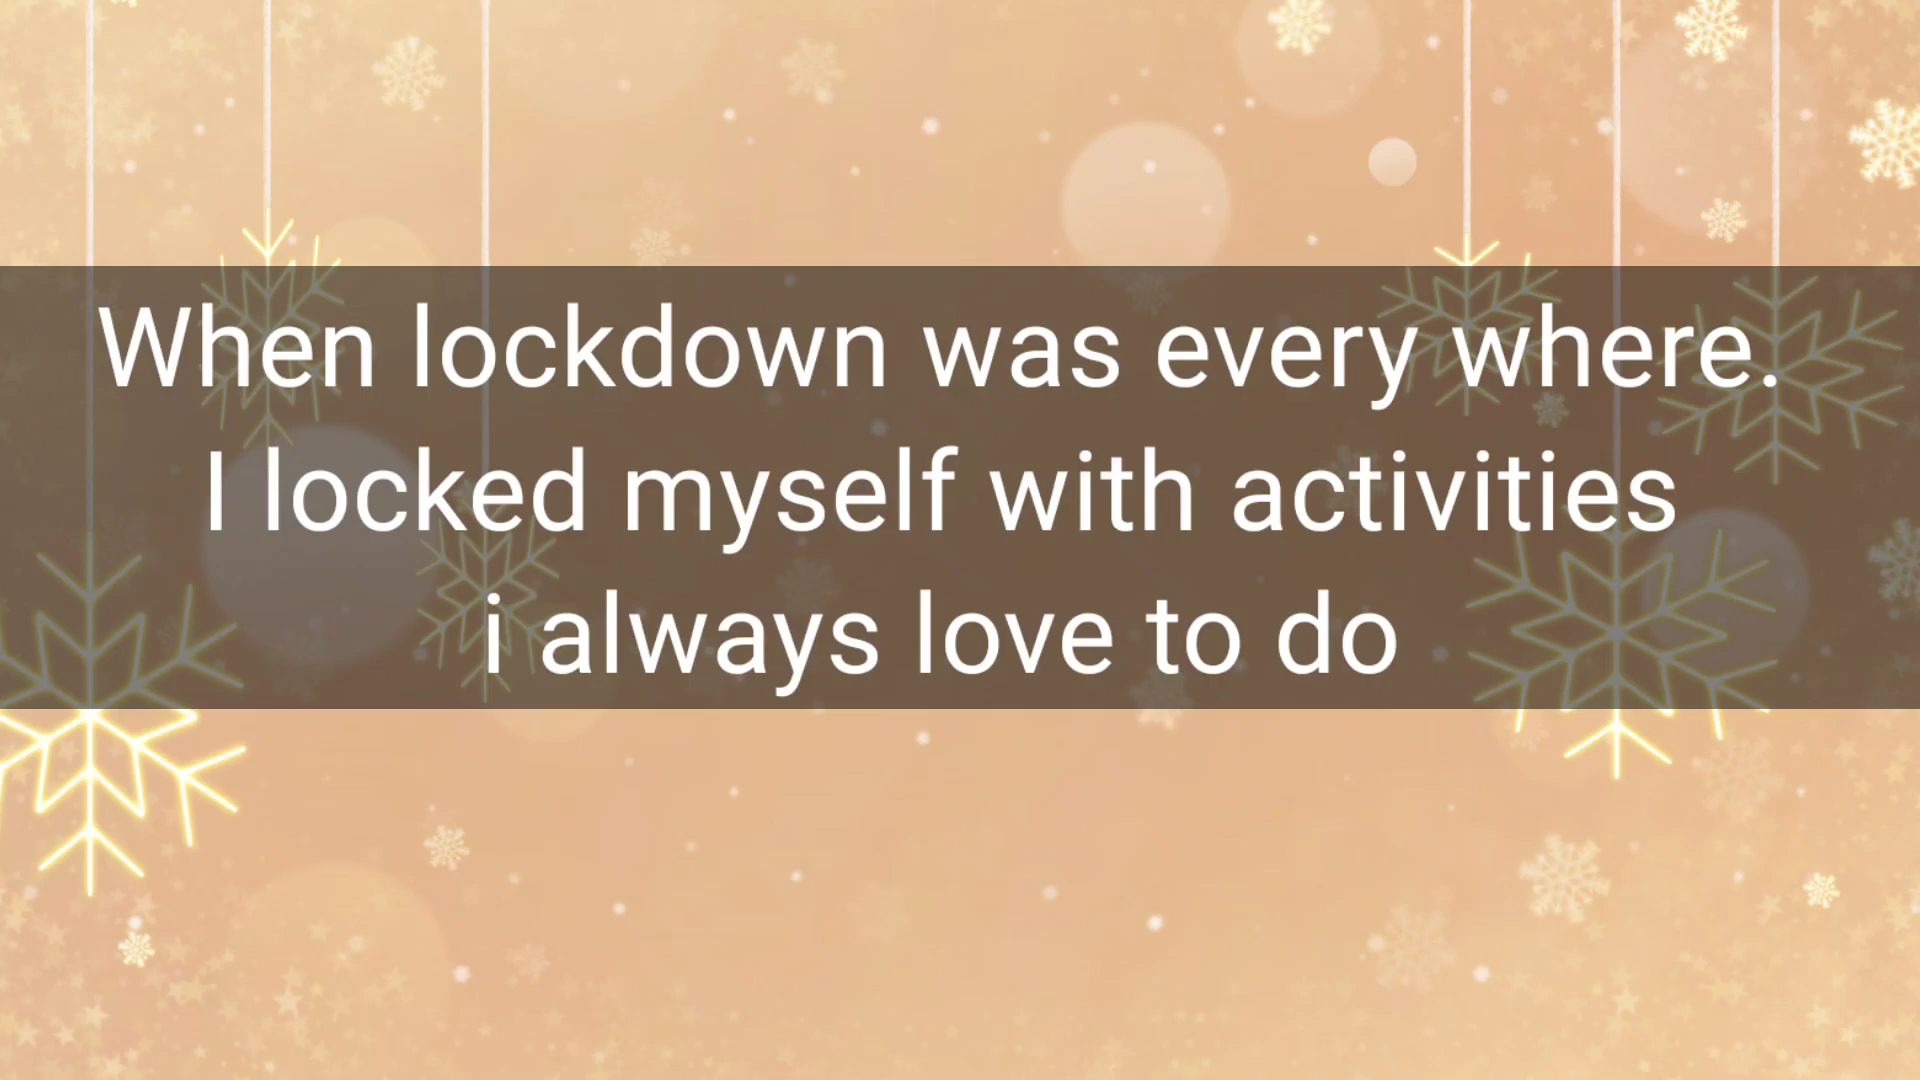 When lockdown was every where.
I locked myself with activities
i always love to do